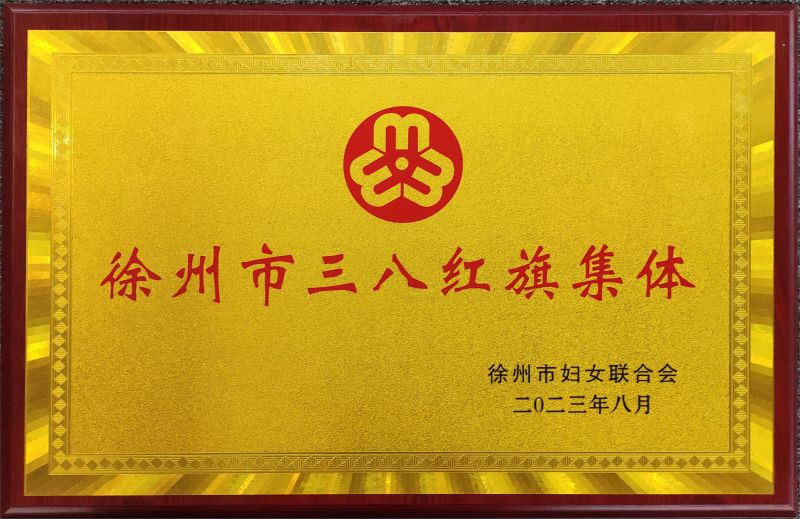 徐州市三八红旗集体
徐州市妇女联合会
二0二三年八月